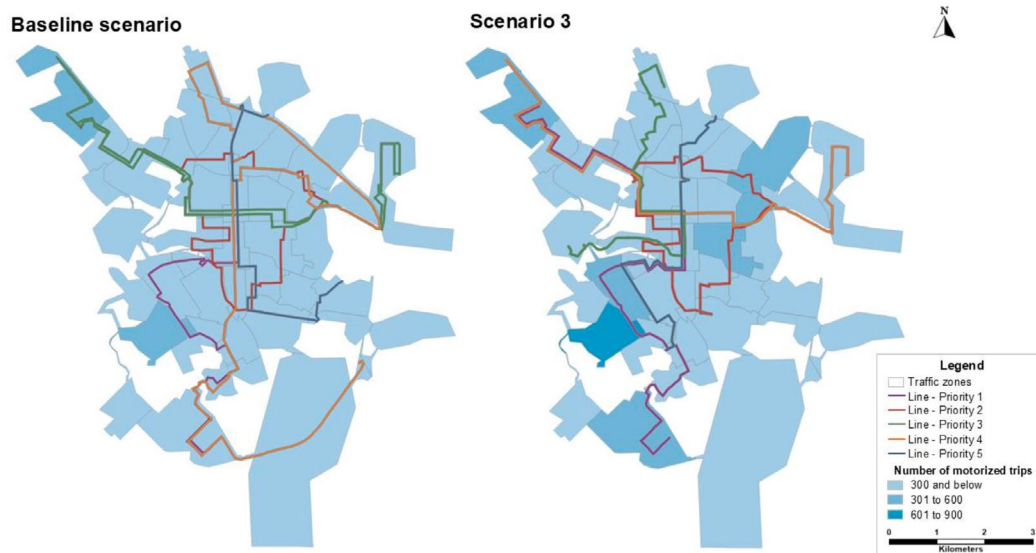 Baseline scenario
Scenario 3
N
Legend
Traffic zones
Line - Priority 1
Line - Priority 2
Line - Priority 3
Line - Priority 4
Line - Priority 5
Number of motorized trips
300 and below
301 to 600
601 to 900
0 1 2 3
Kilometers